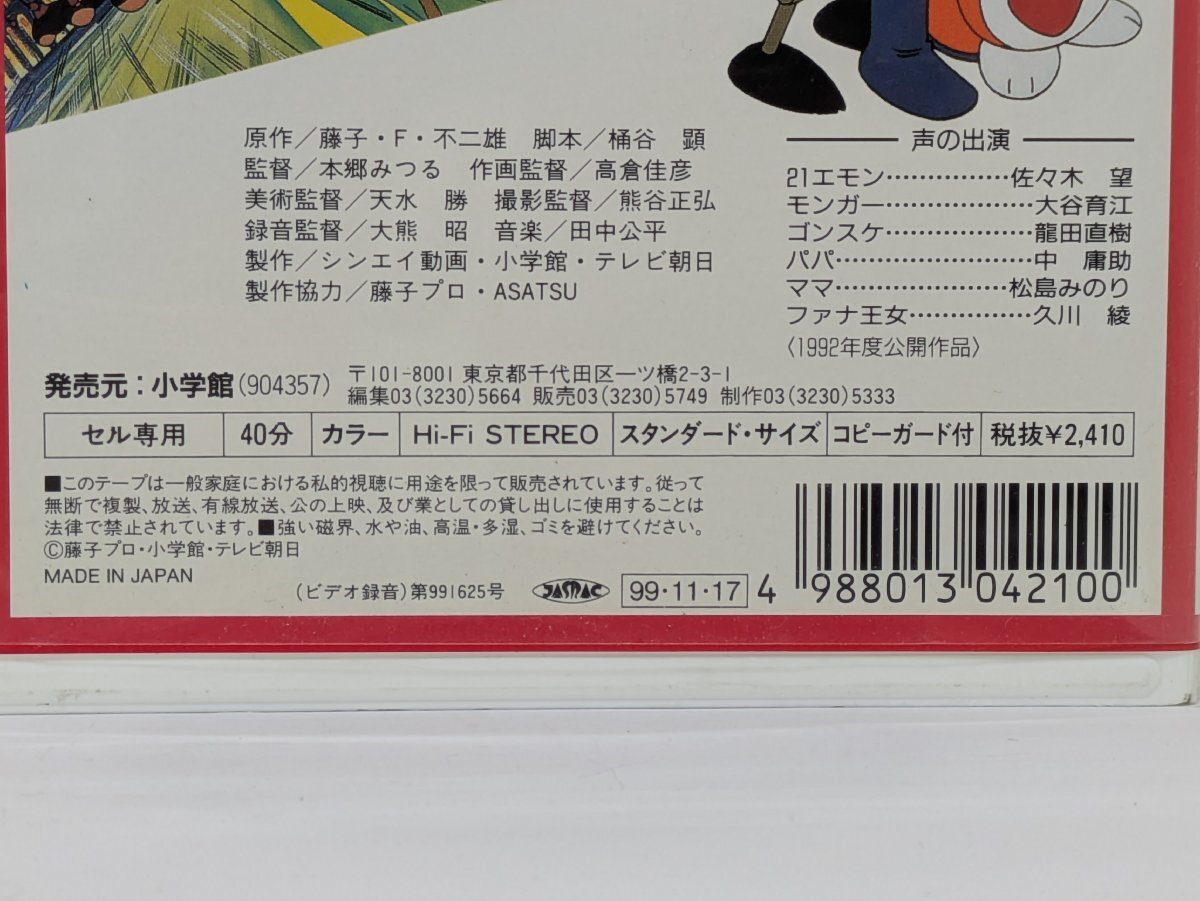 原作／藤子・F・不二雄　脚本／桶谷　顕
監督／本郷みつる　作画監督／高倉佳彦
美術監督／天水　勝　撮影監督／熊谷正弘
録音監督／大熊　昭　音楽／田中公平
製作／シンエイ動画・小学館・テレビ朝日
製作協力／藤子プロ・ASATSU
声の出演
21エモン……………佐々木　望
モンガー………………大谷育江
ゴンスケ………………龍田直樹
パパ……………………中　庸助
ママ…………………松島みのり
ファナ王女……………久川　綾
〈1992年度公開作品〉
発売元：小学館(904357)
〒101-8001 東京都千代田区一ツ橋2-3-1
編集03(3230)5664 販売03(3230)5749 制作03(3230)5333
セル専用 40分 カラー Hi-Fi STEREO スタンダード・サイズ コピーガード付 税抜¥2,410
■このテープは一般家庭における私的視聴に用途を限って販売されています。従って
無断で複製、放送、有線放送、公の上映、及び業としての貸し出しに使用することは
法律で禁止されています。■強い磁界、水や油、高温・多湿、ゴミを避けてください。
Ⓒ藤子プロ・小学館・テレビ朝日
MADE IN JAPAN
(ビデオ録音)第991625号 JASRAC 99・11・17
4 988013 042100